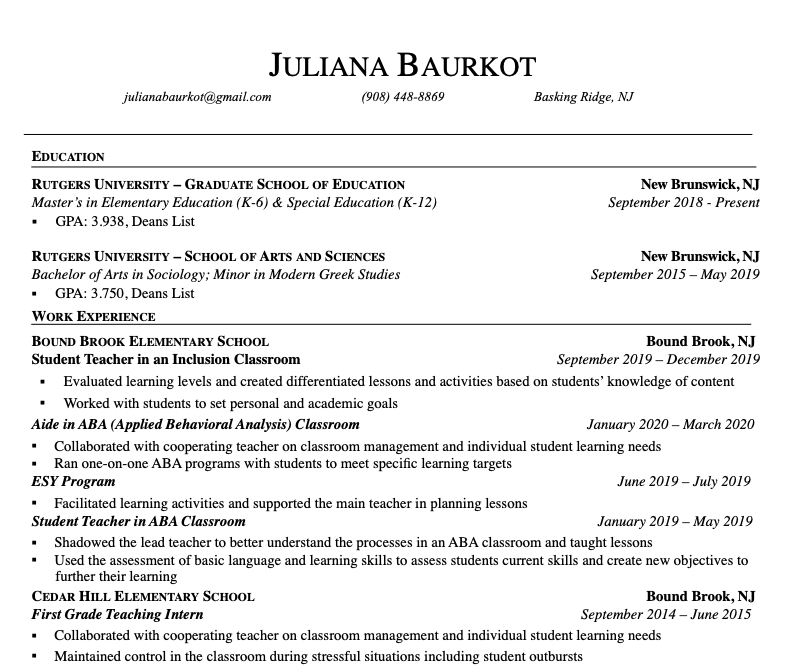 JULIANA BAURKOT
julianabaurkot@gmail.com (908) 448-8869 Basking Ridge, NJ
EDUCATION
RUTGERS UNIVERSITY – GRADUATE SCHOOL OF EDUCATION New Brunswick, NJ
Master's in Elementary Education (K-6) & Special Education (K-12) September 2018 - Present
▪ GPA: 3.938, Deans List
RUTGERS UNIVERSITY – SCHOOL OF ARTS AND SCIENCES New Brunswick, NJ
Bachelor of Arts in Sociology; Minor in Modern Greek Studies September 2015 – May 2019
▪ GPA: 3.750, Deans List
WORK EXPERIENCE
BOUND BROOK ELEMENTARY SCHOOL Bound Brook, NJ
Student Teacher in an Inclusion Classroom September 2019 – December 2019
▪ Evaluated learning levels and created differentiated lessons and activities based on students' knowledge of content
▪ Worked with students to set personal and academic goals
Aide in ABA (Applied Behavioral Analysis) Classroom January 2020 – March 2020
▪ Collaborated with cooperating teacher on classroom management and individual student learning needs
▪ Ran one-on-one ABA programs with students to meet specific learning targets
ESY Program June 2019 – July 2019
▪ Facilitated learning activities and supported the main teacher in planning lessons
Student Teacher in ABA Classroom January 2019 – May 2019
▪ Shadowed the lead teacher to better understand the processes in an ABA classroom and taught lessons
▪ Used the assessment of basic language and learning skills to assess students current skills and create new objectives to
further their learning
CEDAR HILL ELEMENTARY SCHOOL Bound Brook, NJ
First Grade Teaching Intern September 2014 – June 2015
▪ Collaborated with cooperating teacher on classroom management and individual student learning needs
▪ Maintained control in the classroom during stressful situations including student outbursts